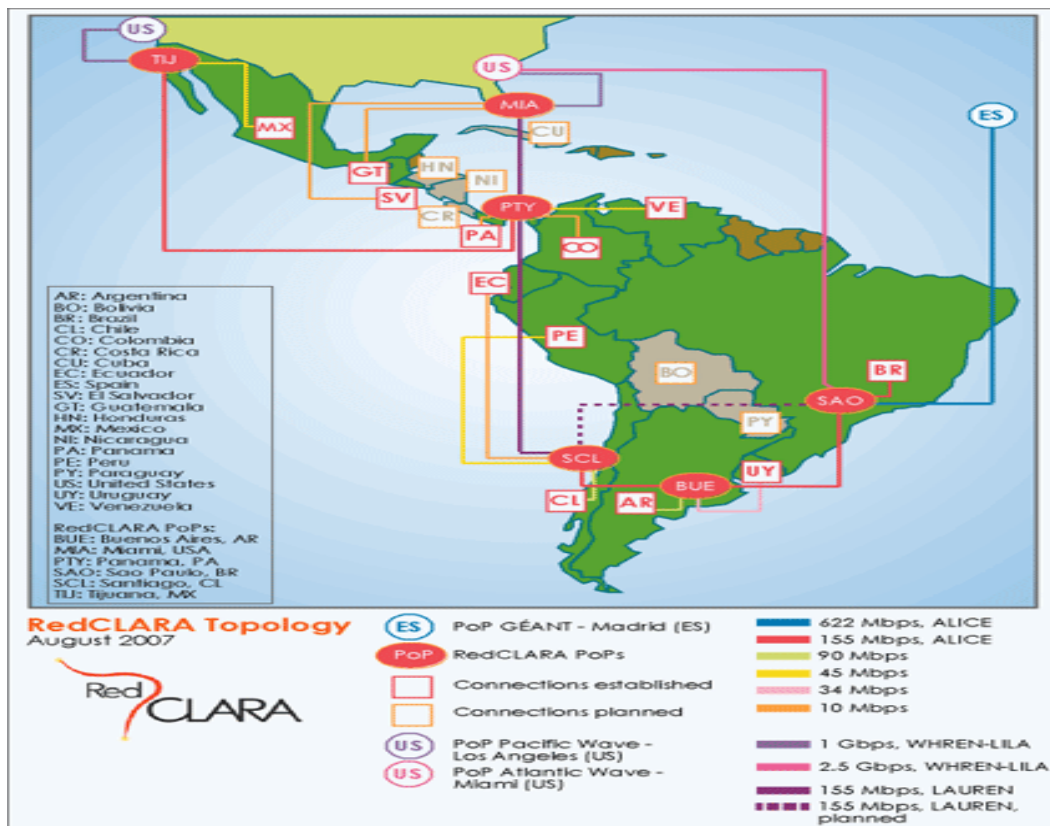 US
TIJ
US
MIA
ES
MX
CU
GT
HN
NI
SV
PTY
VE
CR
PA
CO
EC
PE
BO
BR
SAO
PY
SCL
UY
BUE
CL
AR
AR: Argentina
BO: Bolivia
BR: Brazil
CL: Chile
CO: Colombia
CR: Costa Rica
CU: Cuba
EC: Ecuador
ES: Spain
SV: El Salvador
GT: Guatemala
HN: Honduras
MX: Mexico
NI: Nicaragua
PA: Panama
PE: Peru
PY: Paraguay
US: United States
UY: Uruguay
VE: Venezuela
RedCLARA PoPs:
BUE: Buenos Aires, AR
MIA: Miami, USA
PTY: Panama, PA
SAO: Sao Paulo, BR
SCL: Santiago, CL
TIJ: Tijuana, MX
RedCLARA Topology
August 2007
Red
CLARA
ES PoP GÉANT - Madrid (ES)
PoP RedCLARA PoPs
Connections established
Connections planned
US PoP Pacific Wave -
Los Angeles (US)
US PoP Atlantic Wave -
Miami (US)
622 Mbps, ALICE
155 Mbps, ALICE
90 Mbps
45 Mbps
34 Mbps
10 Mbps
1 Gbps, WHREN-LILA
2.5 Gbps, WHREN-LILA
155 Mbps, LAUREN
155 Mbps, LAUREN,
planned